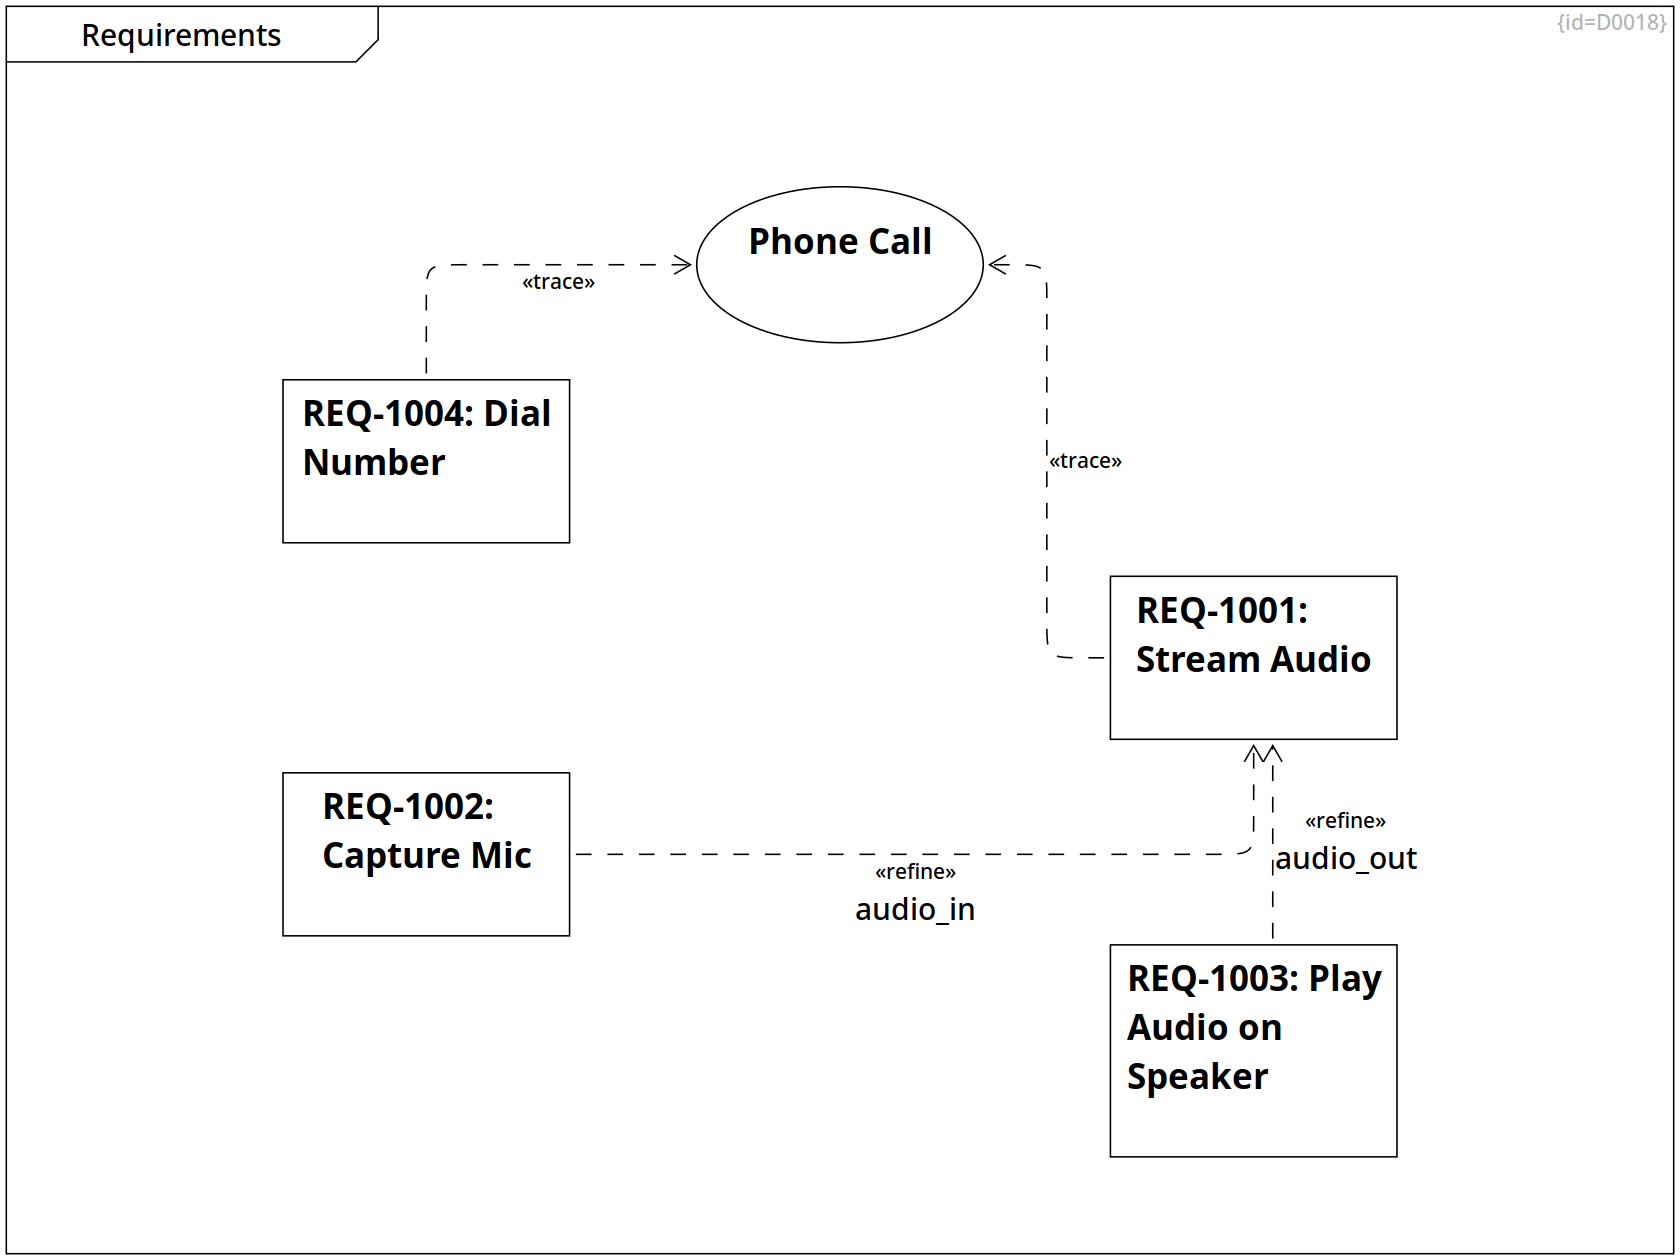 Requirements
{id=D0018}
Phone Call
«trace»
REQ-1004: Dial
Number
«trace»
REQ-1001:
Stream Audio
REQ-1002:
Capture Mic
«refine»
audio_in
«refine»
audio_out
REQ-1003: Play
Audio on
Speaker